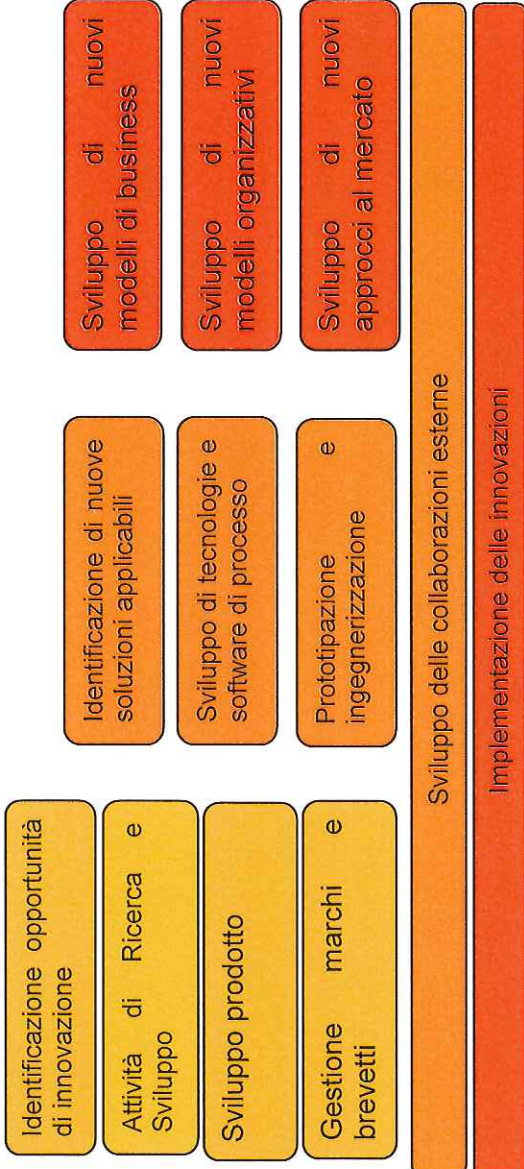 Identificazione opportunità
di innovazione
Attività di Ricerca e
Sviluppo
Sviluppo prodotto
Gestione marchi e
brevetti
Identificazione di nuove
soluzioni applicabili
Sviluppo di tecnologie e
software di processo
Prototipazione e
ingegnerizzazione
Sviluppo di nuovi
modelli di business
Sviluppo di nuovi
modelli organizzativi
Sviluppo di nuovi
approcci al mercato
Sviluppo delle collaborazioni esterne
Implementazione delle innovazioni